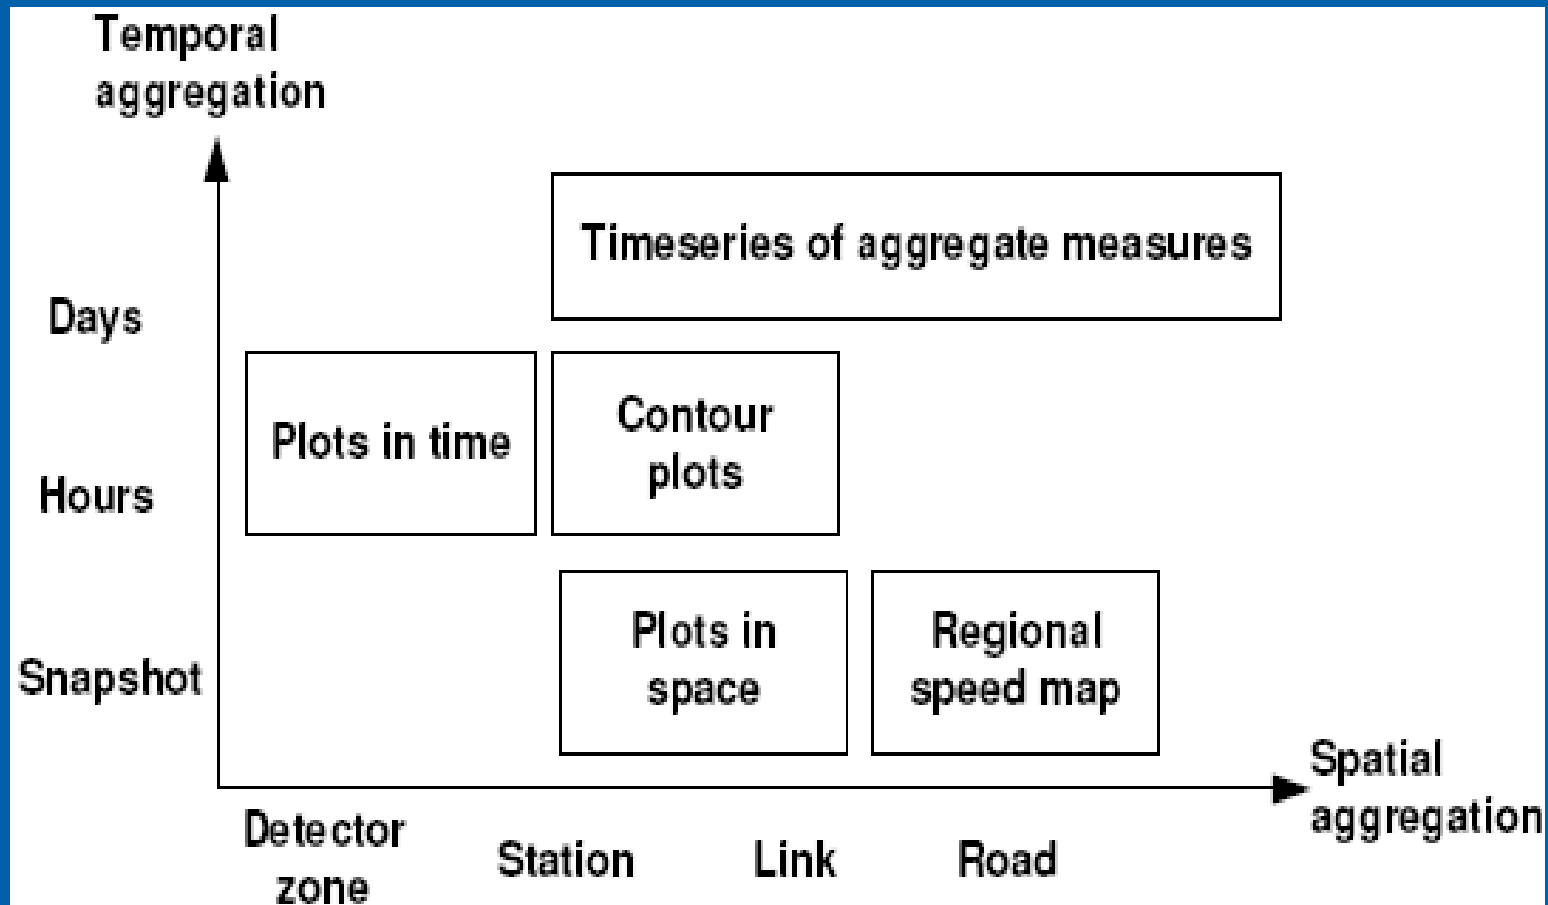 Temporal
aggregation
Timeseries of aggregate measures
Days
Plots in time
Contour
plots
Hours
Plots in
space
Regional
speed map
Snapshot
Spatial
aggregation
Detector
zone
Station
Link
Road